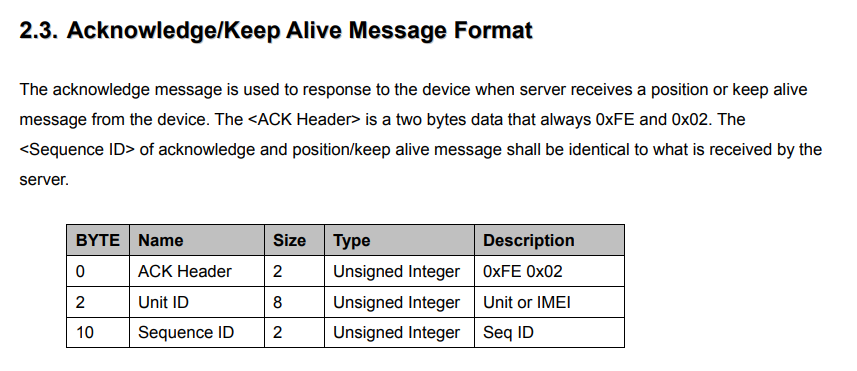 2.3. Acknowledge/Keep Alive Message Format
The acknowledge message is used to response to the device when server receives a position or keep alive
message from the device. The <ACK Header> is a two bytes data that always 0xFE and 0x02. The
<Sequence ID> of acknowledge and position/keep alive message shall be identical to what is received by the
server.
BYTE Name Size Type Description
0 ACK Header 2 Unsigned Integer 0xFE 0x02
2 Unit ID 8 Unsigned Integer Unit or IMEI
10 Sequence ID 2 Unsigned Integer Seq ID